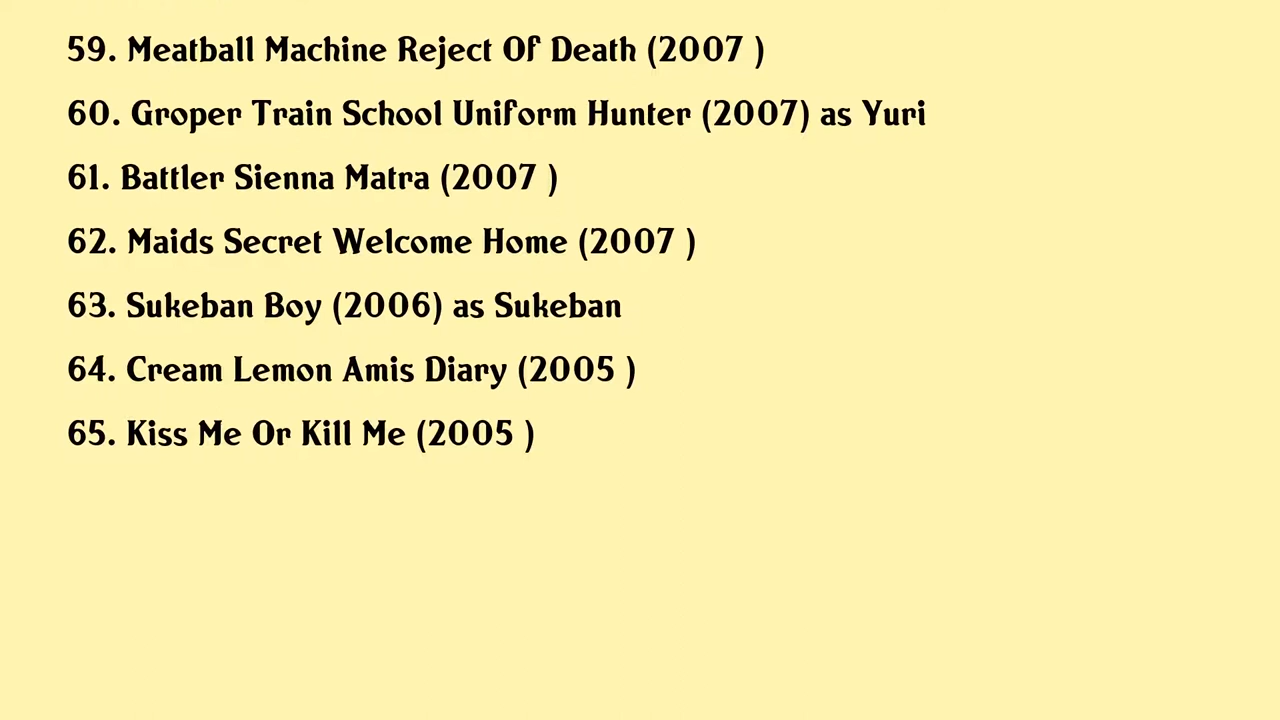 59. Meatball Machine Reject Of Death (2007 )
60. Groper Train School Uniform Hunter (2007) as Yuri
61. Battler Sienna Matra (2007 )
62. Maids Secret Welcome Home (2007 )
63. Sukeban Boy (2006) as Sukeban
64. Cream Lemon Amis Diary (2005 )
65. Kiss Me Or Kill Me (2005 )